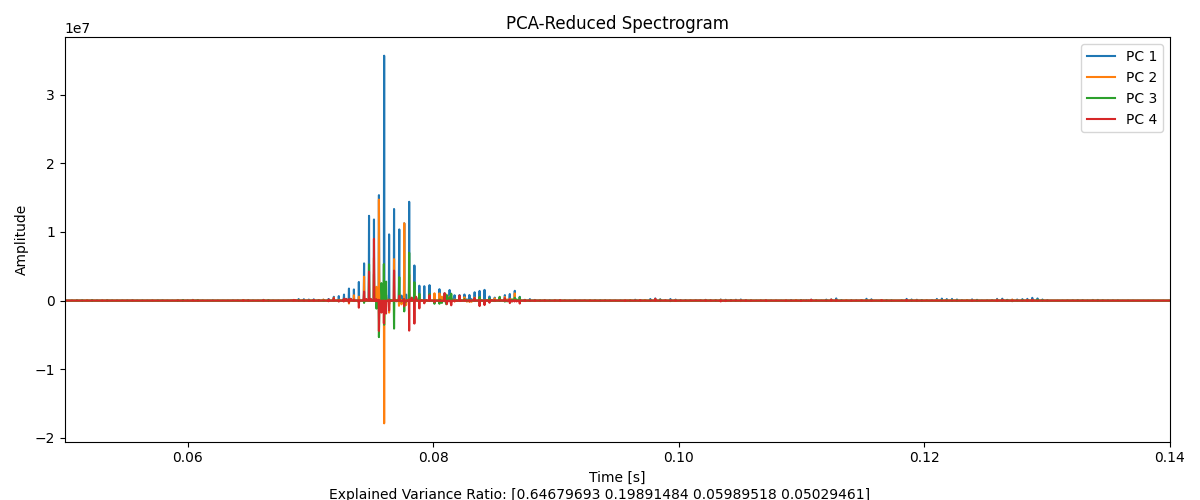 PCA-Reduced Spectrogram
1e7
PC 1
PC 2
PC 3
PC 4
3
2
1
0
−1
−2
Amplitude
0.06 0.08 0.10 0.12 0.14
Time [s]
Explained Variance Ratio: [0.64679693 0.19891484 0.05989518 0.05029461]